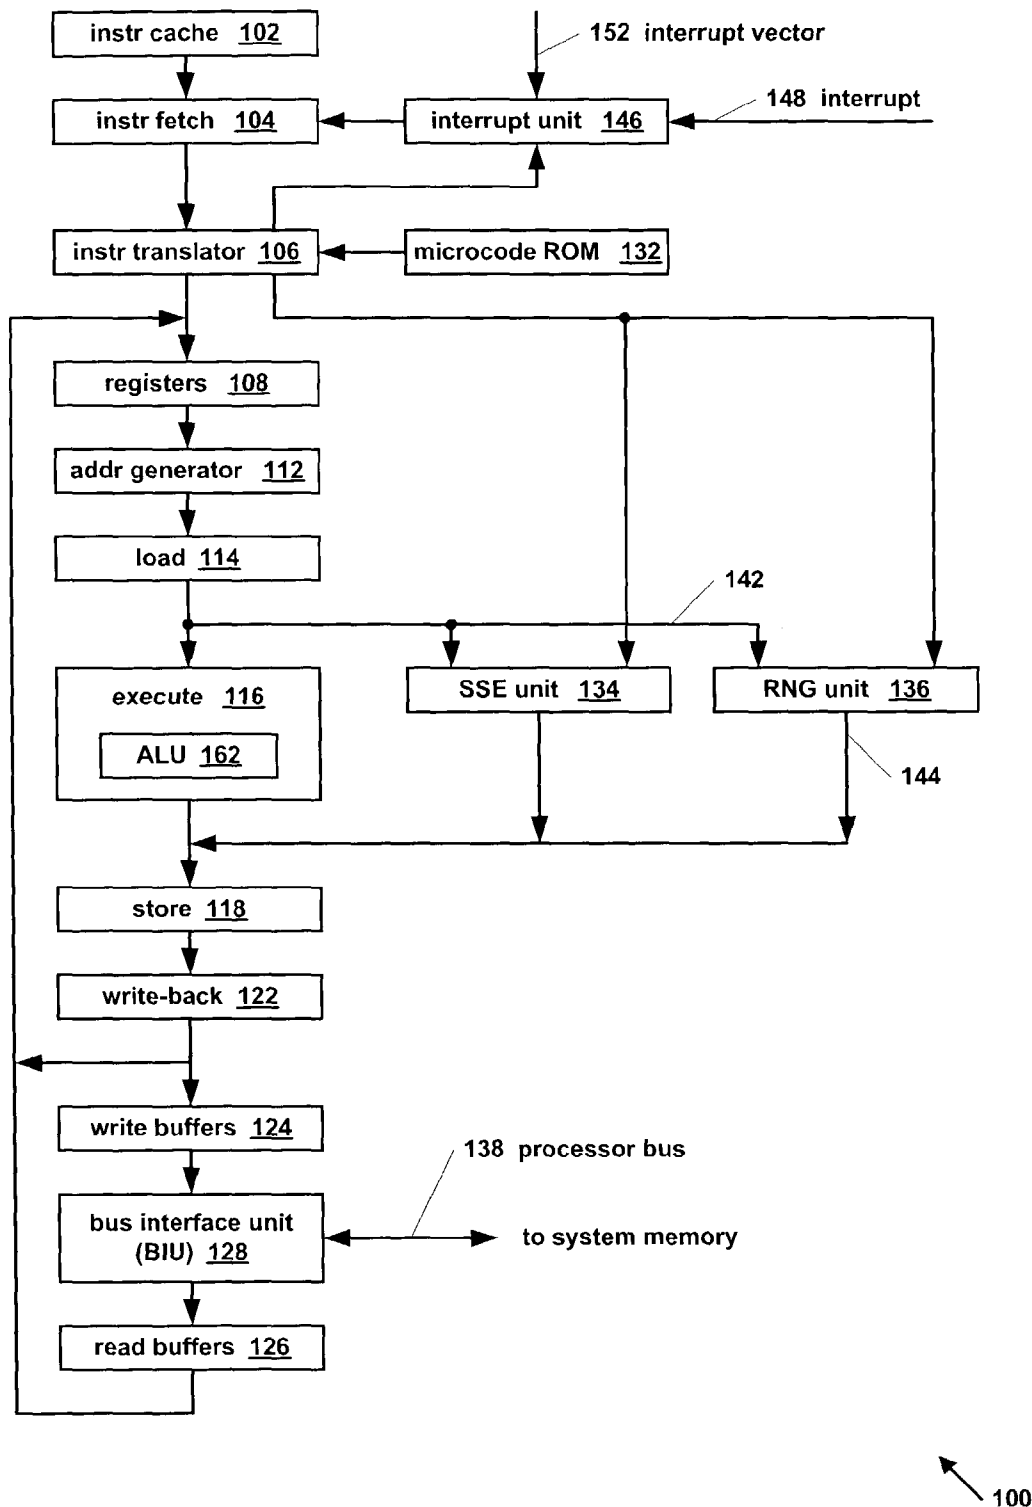 instr cache 102
152 interrupt vector
instr fetch 104
interrupt unit 146
148 interrupt
instr translator 106
microcode ROM 132
registers 108
addr generator 112
load 114
142
execute 116
SSE unit 134
RNG unit 136
ALU 162
144
store 118
write-back 122
write buffers 124
138 processor bus
bus interface unit
(BIU) 128
to system memory
read buffers 126
100